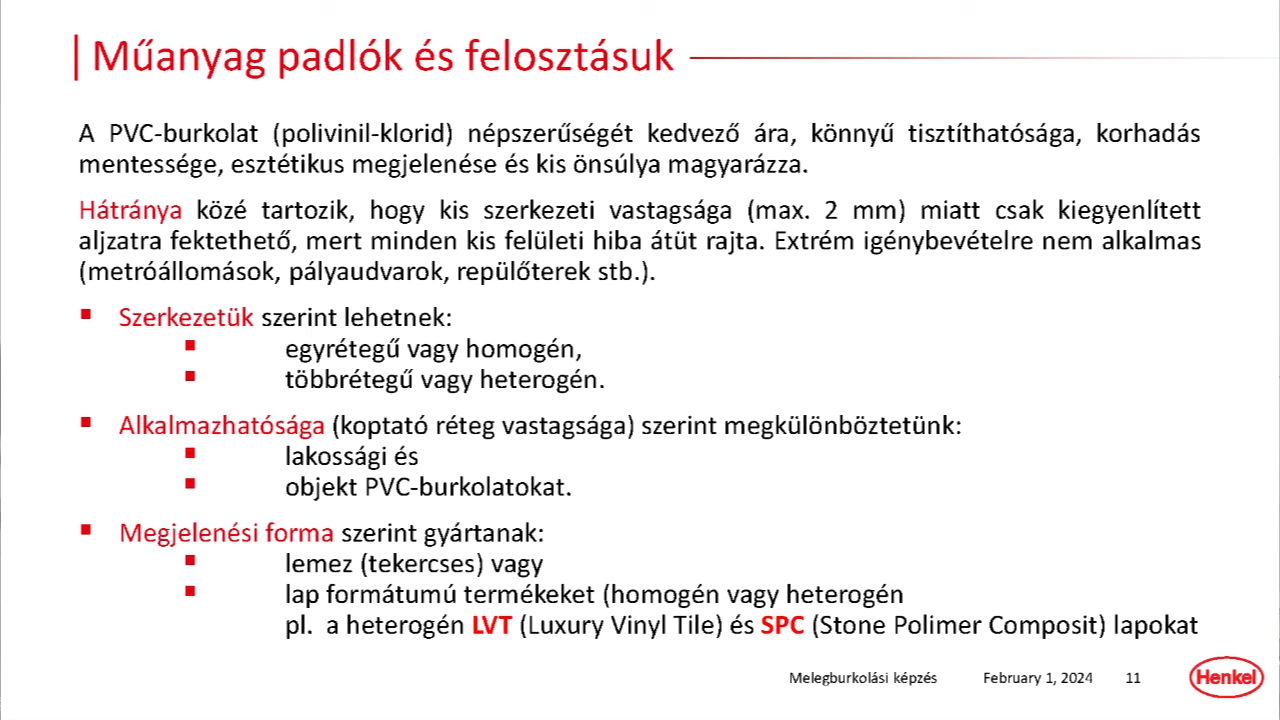 Műanyag padlók és felosztásuk
A PVC-burkolat (polivinil-klorid) népszerűségét kedvező ára, könnyű tisztíthatósága, korhadás
mentessége, esztétikus megjelenése és kis önsúlya magyarázza.
Hátránya közé tartozik, hogy kis szerkezeti vastagsága (max. 2 mm) miatt csak kiegyenlített
aljzatra fektethető, mert minden kis felületi hiba átüt rajta. Extrém igénybevételre nem alkalmas
(metróállomások, pályaudvarok, repülőterek stb.).
▪ Szerkezetük szerint lehetnek:
▪ egyrétegű vagy homogén,
▪ többrétegű vagy heterogén.
▪ Alkalmazhatósága (koptató réteg vastagsága) szerint megkülönböztetünk:
▪ lakossági és
▪ objekt PVC-burkolatokat.
▪ Megjelenési forma szerint gyártanak:
▪ lemez (tekercses) vagy
▪ lap formátumú termékeket (homogén vagy heterogén
pl. a heterogén LVT (Luxury Vinyl Tile) és SPC (Stone Polimer Composit) lapokat
Melegburkolási képzés February 1, 2024 11 Henkel